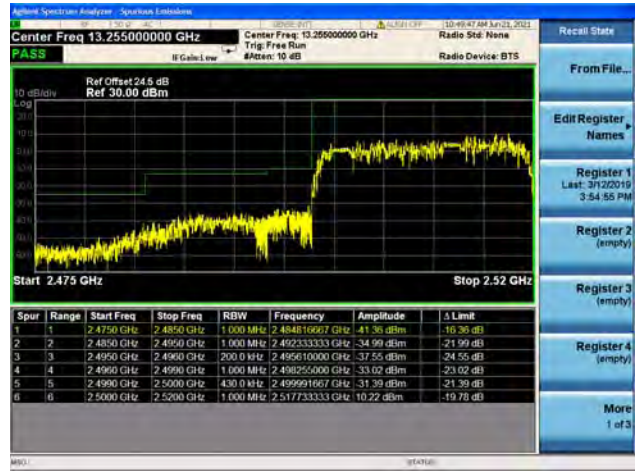 Agilent Spectrum Analyzer - Spurious Emissions
RF 50 Ω AC SENSE:INT ALIGN OFF 10:49:47 AM Jun 21, 2021
Center Freq 13.255000000 GHz Center Freq: 13.255000000 GHz Radio Std: None
Trig: Free Run
PASS IFGain:Low #Atten: 10 dB Radio Device: BTS
Ref Offset 24.5 dB
10 dB/div Ref 30.00 dBm
Log
Start 2.475 GHz Stop 2.52 GHz
Spur Range Start Freq Stop Freq RBW Frequency Amplitude Δ Limit
1 1 2.4750 GHz 2.4850 GHz 1.000 MHz 2.484816667 GHz -41.36 dBm -16.36 dB
2 2 2.4850 GHz 2.4950 GHz 1.000 MHz 2.492333333 GHz -34.99 dBm -21.99 dB
3 3 2.4950 GHz 2.4960 GHz 200.0 kHz 2.495610000 GHz -37.55 dBm -24.55 dB
4 4 2.4960 GHz 2.4990 GHz 1.000 MHz 2.498255000 GHz -33.02 dBm -23.02 dB
5 5 2.4990 GHz 2.5000 GHz 430.0 kHz 2.499991667 GHz -31.39 dBm -21.39 dB
6 6 2.5000 GHz 2.5200 GHz 1.000 MHz 2.517733333 GHz 10.22 dBm -19.78 dB
MSG STATUS
Recall State
From File...
Edit Register
Names
Register 1
Last: 3/12/2019
3:54:55 PM
Register 2
(empty)
Register 3
(empty)
Register 4
(empty)
More
1 of 3